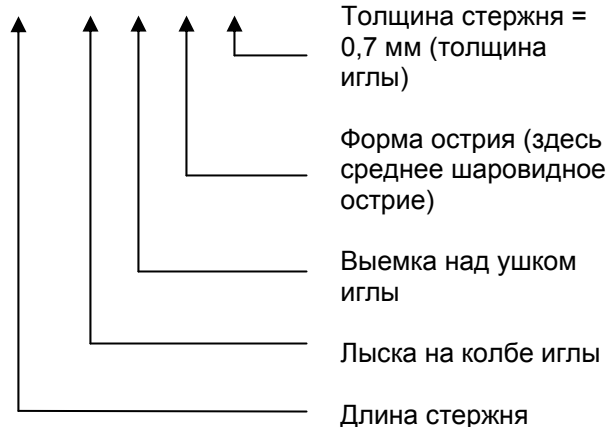 Толщина стержня =
0,7 мм (толщина
иглы)
Форма острия (здесь
среднее шаровидное
острие)
Выемка над ушком
иглы
Лыска на колбе иглы
Длина стержня